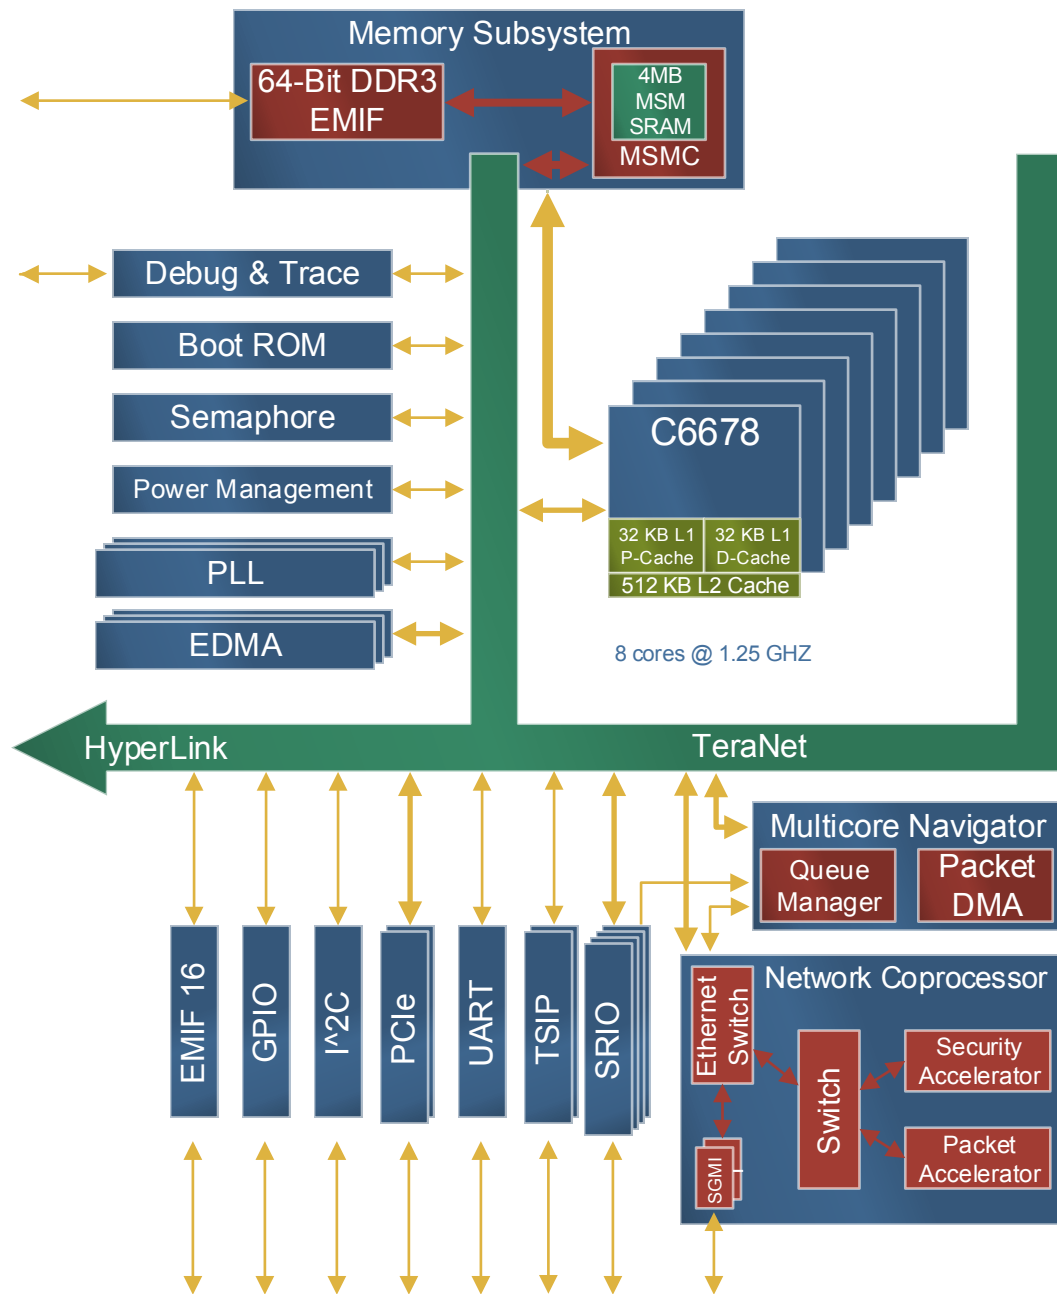 Memory Subsystem
64-Bit DDR3
EMIF
4MB
MSM
SRAM
MSMC
Debug & Trace
Boot ROM
Semaphore
Power Management
PLL
EDMA
C6678
32 KB L1
P-Cache
32 KB L1
D-Cache
512 KB L2 Cache
8 cores @ 1.25 GHZ
HyperLink
TeraNet
Multicore Navigator
Queue
Manager
Packet
DMA
EMIF 16
GPIO
I^2C
PCIe
UART
TSIP
SRIO
Network Coprocessor
Ethernet
Switch
Switch
Security
Accelerator
Packet
Accelerator
SGMI